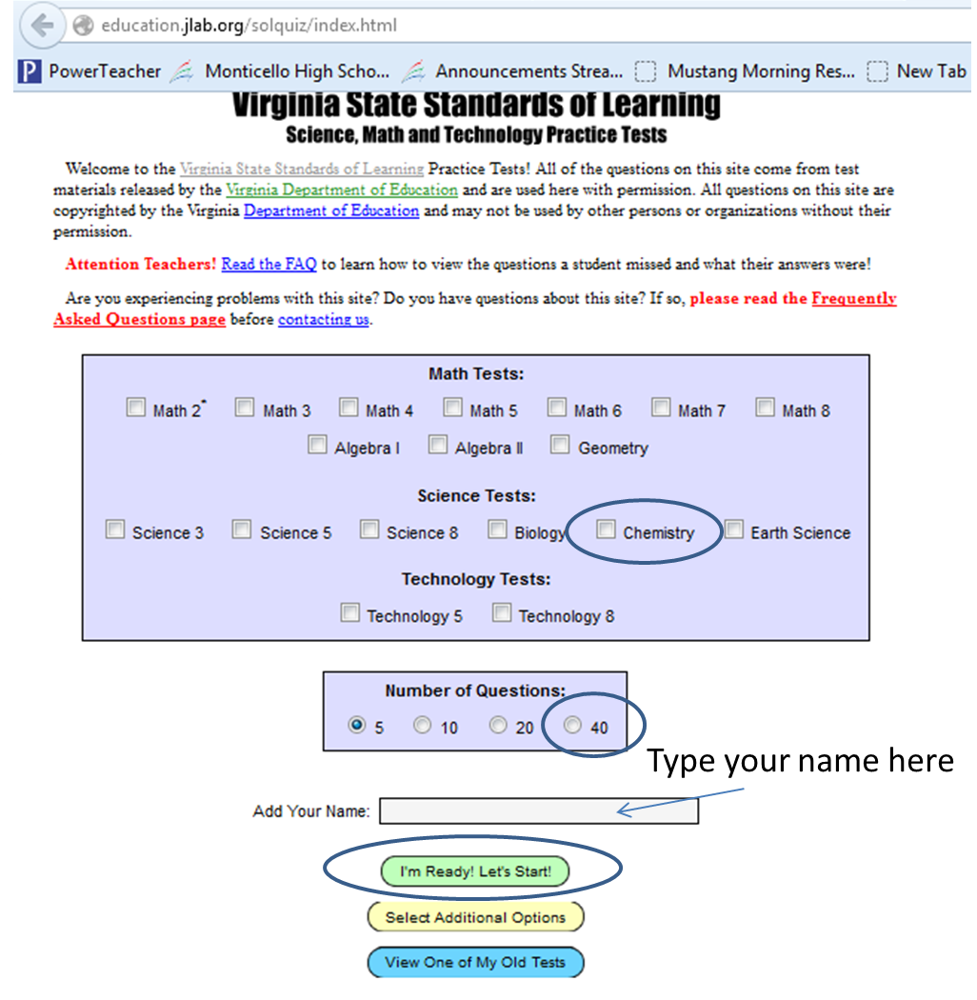 education.jlab.org/solquiz/index.html
P PowerTeacher Monticello High Scho... Announcements Strea... Mustang Morning Res... New Tab
Virginia State Standards of Learning
Science, Math and Technology Practice Tests
Welcome to the Virginia State Standards of Learning Practice Tests! All of the questions on this site come from test
materials released by the Virginia Department of Education and are used here with permission. All questions on this site are
copyrighted by the Virginia Department of Education and may not be used by other persons or organizations without their
permission.
Attention Teachers! Read the FAQ to learn how to view the questions a student missed and what their answers were!
Are you experiencing problems with this site? Do you have questions about this site? If so, please read the Frequently
Asked Questions page before contacting us.
Math Tests:
Math 2* Math 3 Math 4 Math 5 Math 6 Math 7 Math 8
Algebra I Algebra II Geometry
Science Tests:
Science 3 Science 5 Science 8 Biology Chemistry Earth Science
Technology Tests:
Technology 5 Technology 8
Number of Questions:
5 10 20 40
Type your name here
Add Your Name:
I'm Ready! Let's Start!
Select Additional Options
View One of My Old Tests